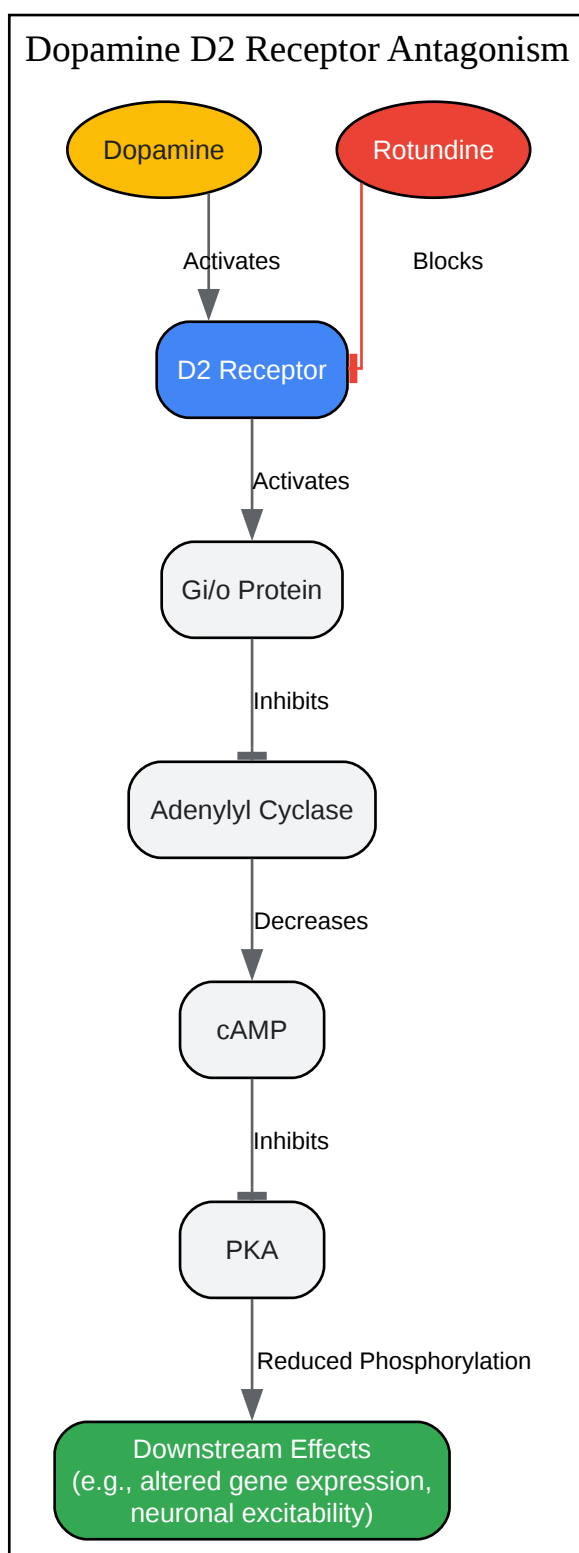 Dopamine D2 Receptor Antagonism
Dopamine
Rotundine
Activates
Blocks
D2 Receptor
Activates
Gi/o Protein
Inhibits
Adenylyl Cyclase
Decreases
cAMP
Inhibits
PKA
Reduced Phosphorylation
Downstream Effects
(e.g., altered gene expression,
neuronal excitability)